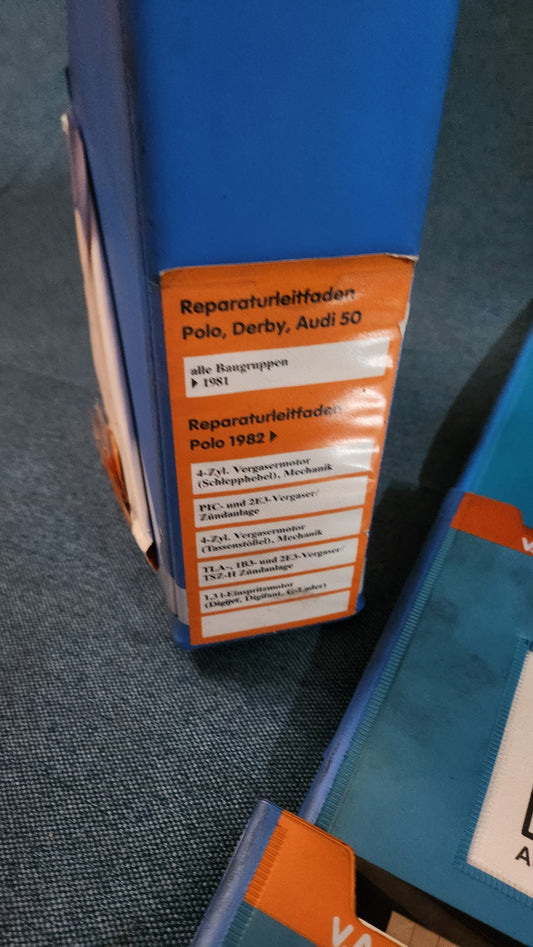 Reparaturleitfaden
Polo, Derby, Audi 50
alle Baugruppen
▶ 1981
Reparaturleitfaden
Polo 1982 ▶
4-Zyl. Vergasermotor
(Schlepphebel), Mechanik
PIC- und 2E3-Vergaser/
Zündanlage
4-Zyl. Vergasermotor
(Tassenstößel), Mechanik
TLA-, 1B3- und 2E3-Vergaser/
TSZ-H Zündanlage
1,3 l-Einspritzmotor
(Digijet, Digifant, G-Lader)